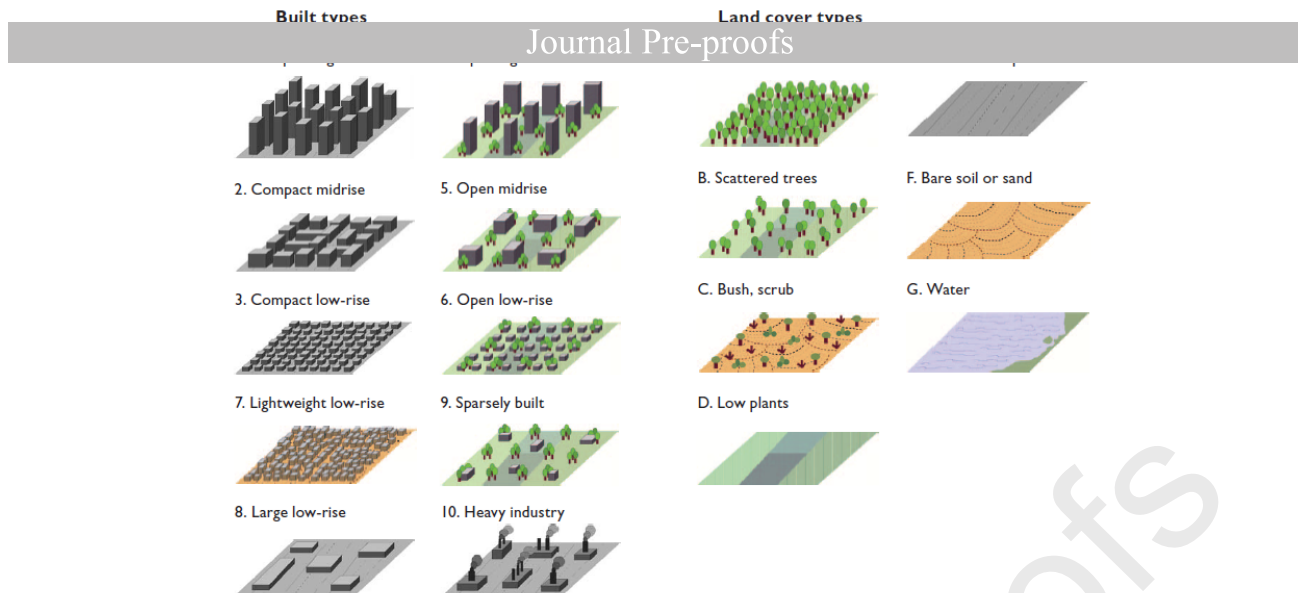 Built types
Land cover types
Journal Pre-proofs
B. Scattered trees
F. Bare soil or sand
2. Compact midrise
5. Open midrise
C. Bush, scrub
G. Water
3. Compact low-rise
6. Open low-rise
7. Lightweight low-rise
9. Sparsely built
D. Low plants
8. Large low-rise
10. Heavy industry
ofs